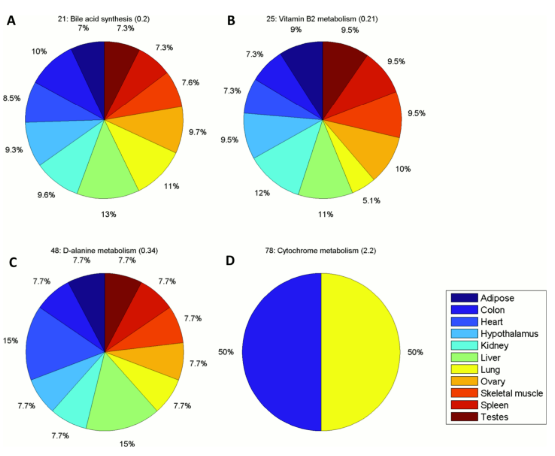 A
21: Bile acid synthesis (0.2)
7%
7.3%
10%
7.3%
8.5%
7.6%
9.3%
9.7%
9.6%
11%
13%
B
25: Vitamin B2 metabolism (0.21)
9%
9.5%
7.3%
9.5%
7.3%
9.5%
9.5%
10%
12%
5.1%
11%
C
48: D-alanine metabolism (0.34)
7.7%
7.7%
7.7%
7.7%
15%
7.7%
7.7%
7.7%
7.7%
7.7%
15%
D
78: Cytochrome metabolism (2.2)
50%
50%
Adipose
Colon
Heart
Hypothalamus
Kidney
Liver
Lung
Ovary
Skeletal muscle
Spleen
Testes